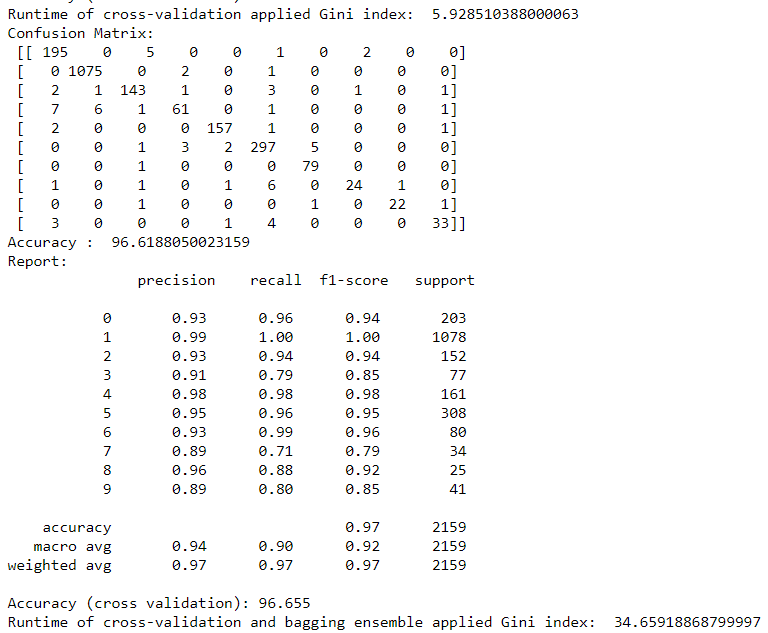 Runtime of cross-validation applied Gini index:  5.928510388000063
Confusion Matrix:
 [[ 195    0    5    0    0    1    0    2    0    0]
 [   0 1075    0    2    0    1    0    0    0    0]
 [   2    1  143    1    0    3    0    1    0    1]
 [   7    6    1   61    0    1    0    0    0    1]
 [   2    0    0    0  157    1    0    0    0    1]
 [   0    0    1    3    2  297    5    0    0    0]
 [   0    0    1    0    0    0   79    0    0    0]
 [   1    0    1    0    1    6    0   24    1    0]
 [   0    0    1    0    0    0    1    0   22    1]
 [   3    0    0    0    1    4    0    0    0   33]]
Accuracy :  96.6188050023159
Report:
               precision    recall  f1-score   support
           0       0.93      0.96      0.94       203
           1       0.99      1.00      1.00      1078
           2       0.93      0.94      0.94       152
           3       0.91      0.79      0.85        77
           4       0.98      0.98      0.98       161
           5       0.95      0.96      0.95       308
           6       0.93      0.99      0.96        80
           7       0.89      0.71      0.79        34
           8       0.96      0.88      0.92        25
           9       0.89      0.80      0.85        41
    accuracy                           0.97      2159
   macro avg       0.94      0.90      0.92      2159
weighted avg       0.97      0.97      0.97      2159
Accuracy (cross validation): 96.655
Runtime of cross-validation and bagging ensemble applied Gini index:  34.65918868799997